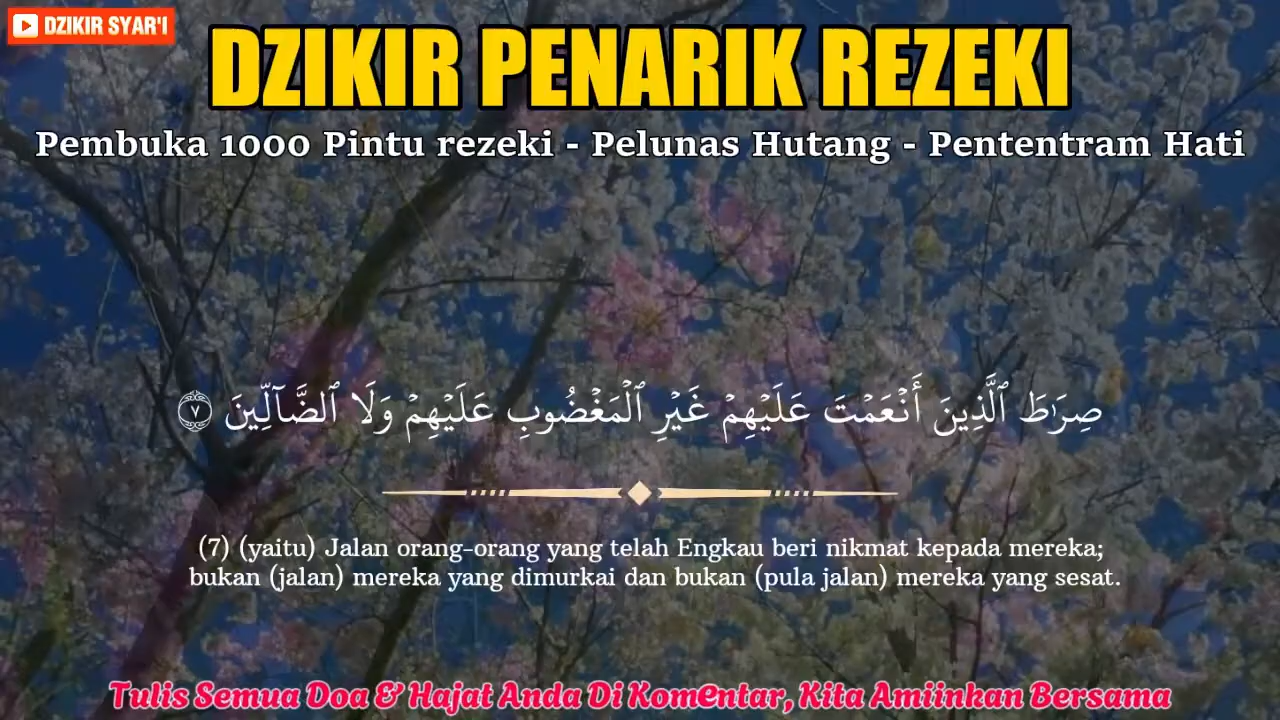 DZIKIR SYAR'I
DZIKIR PENARIK REZEKI
Pembuka 1000 Pintu rezeki - Pelunas Hutang - Pententram Hati
صِرَٰطَ ٱلَّذِينَ أَنْعَمْتَ عَلَيْهِمْ غَيْرِ ٱلْمَغْضُوبِ عَلَيْهِمْ وَلَا ٱلضَّآلِّينَ ٧
(7) (yaitu) Jalan orang-orang yang telah Engkau beri nikmat kepada mereka;
bukan (jalan) mereka yang dimurkai dan bukan (pula jalan) mereka yang sesat.
Tulis Semua Doa & Hajat Anda Di Komentar, Kita Amiinkan Bersama